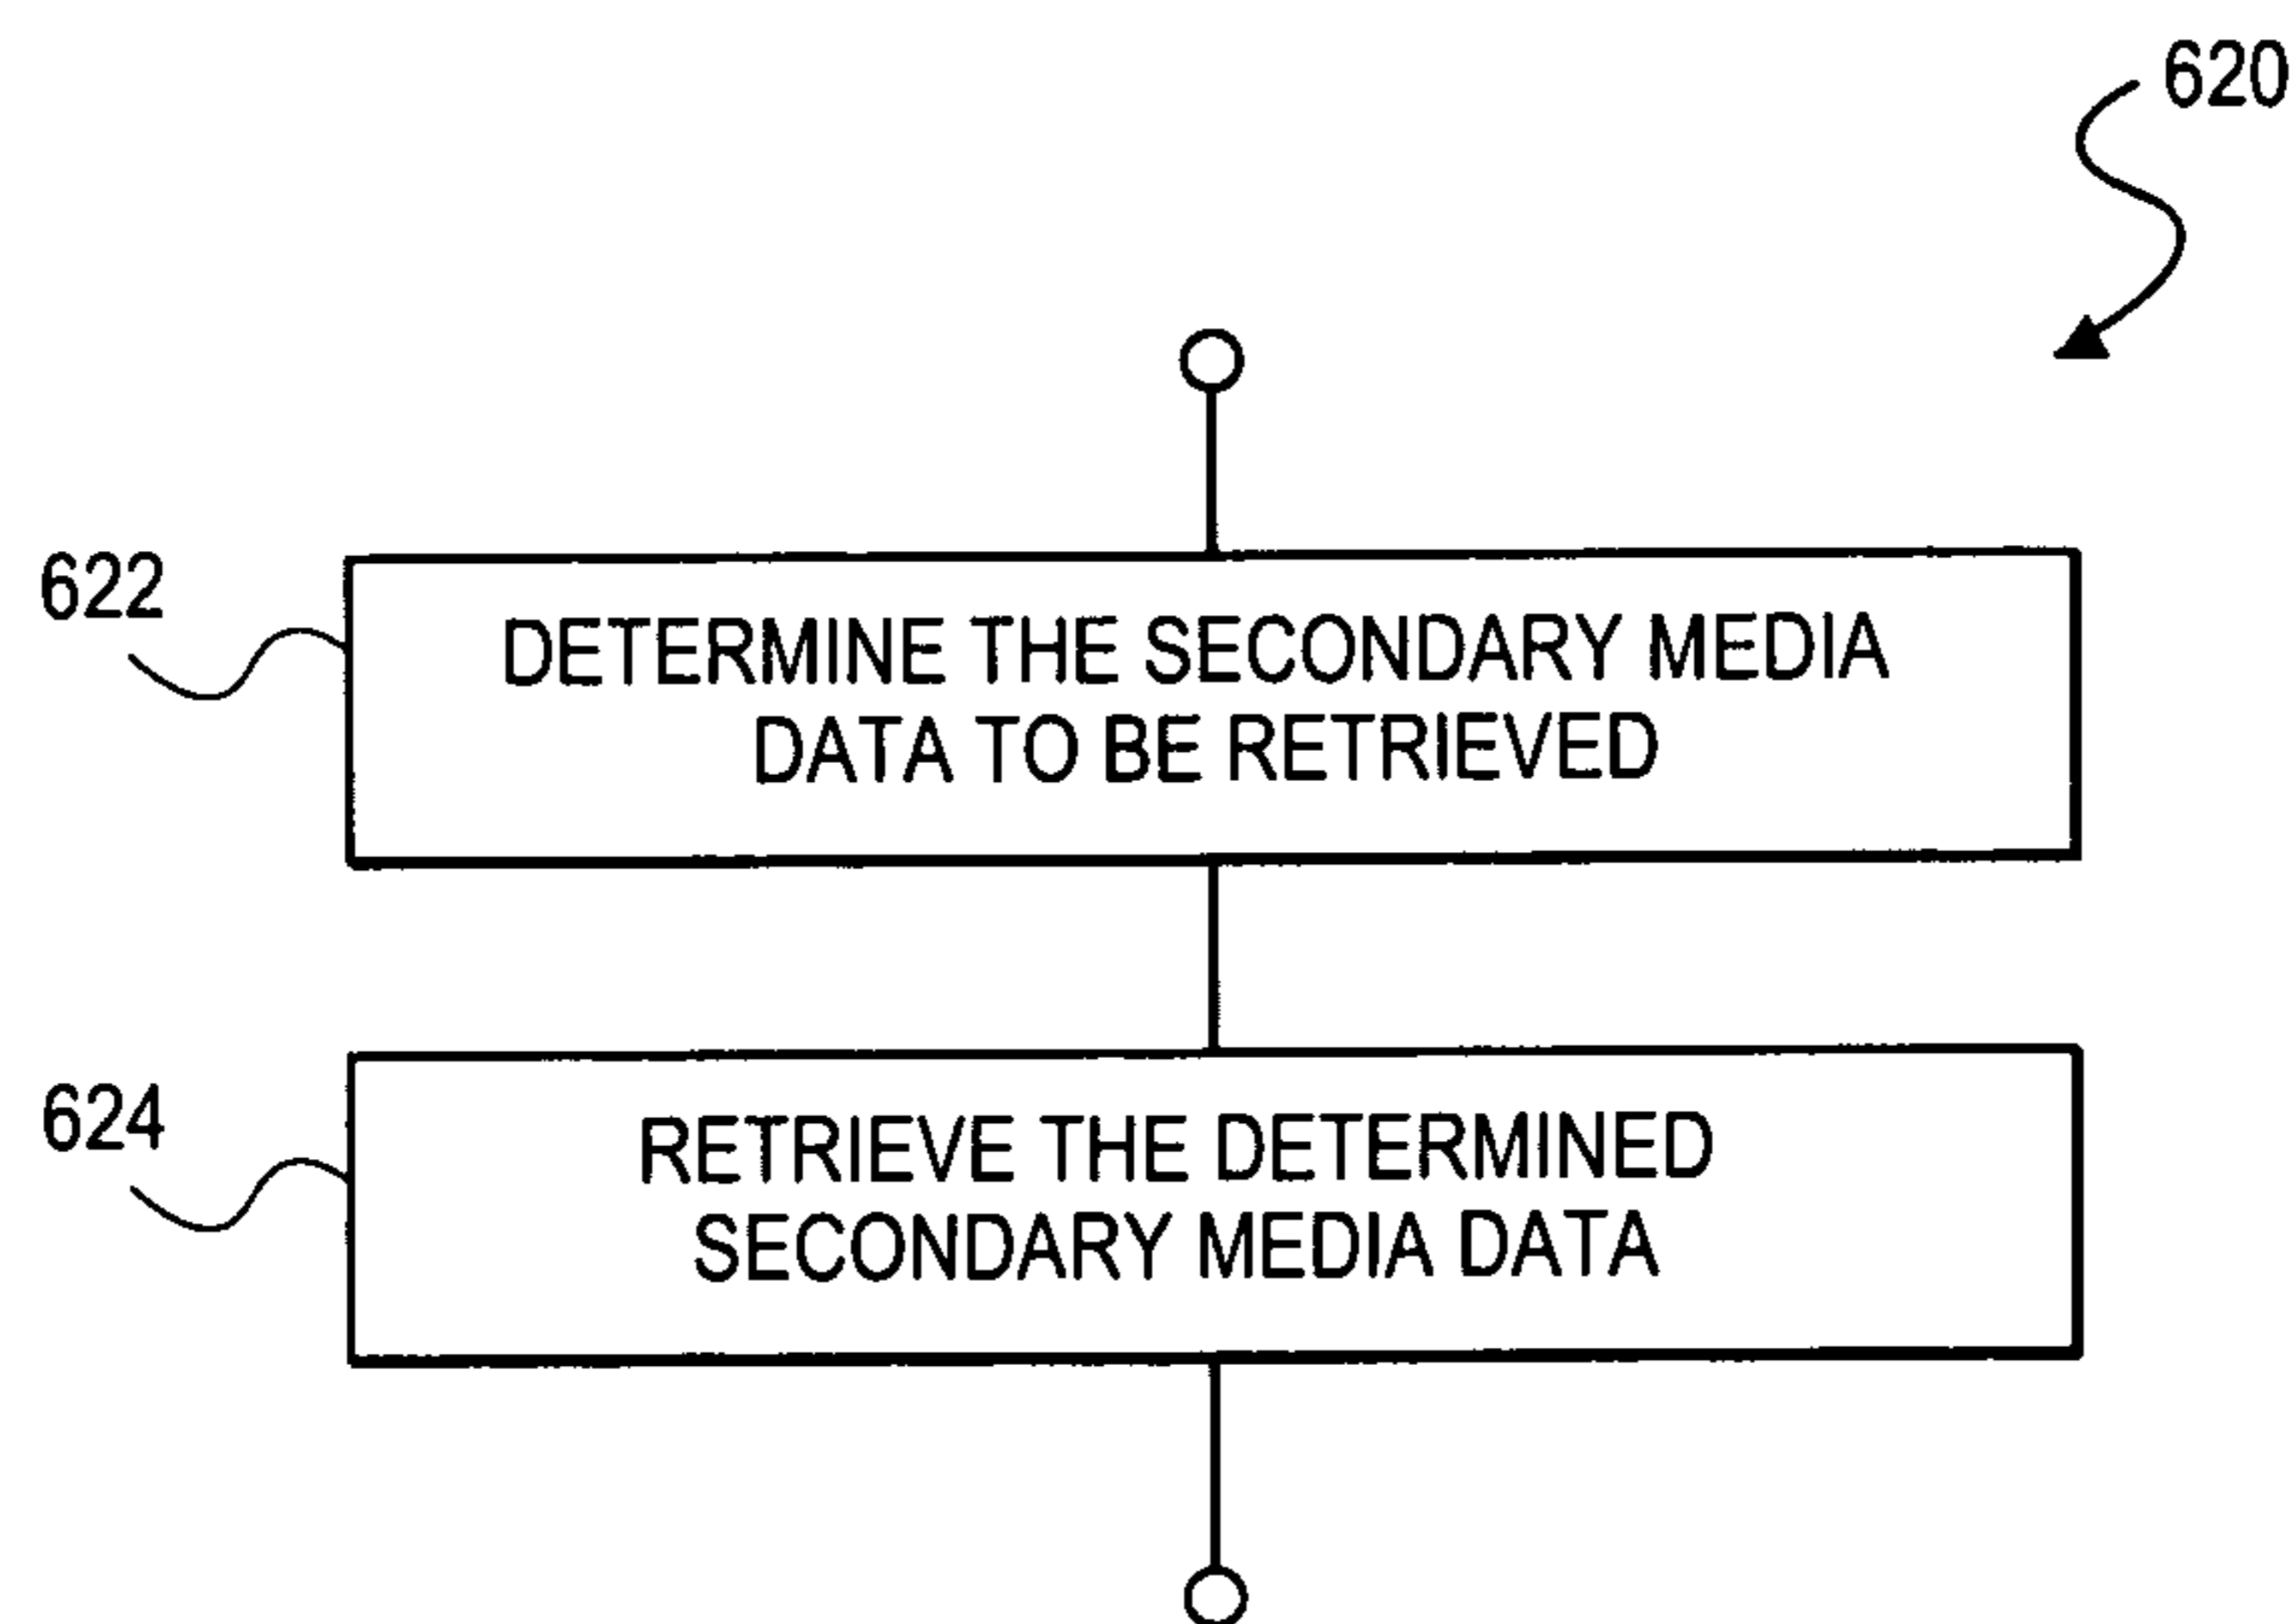 620
622
DETERMINE THE SECONDARY MEDIA
DATA TO BE RETRIEVED
624
RETRIEVE THE DETERMINED
SECONDARY MEDIA DATA